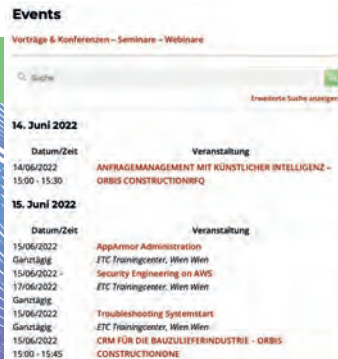 Events
Vorträge & Konferenzen – Seminare – Webinare
Suche
Erweiterte Suche anzeigen
14. Juni 2022
Datum/Zeit Veranstaltung
14/06/2022 ANFRAGEMANAGEMENT MIT KÜNSTLICHER INTELLIGENZ –
15:00 - 15:30 ORBIS CONSTRUCTIONRFQ
15. Juni 2022
Datum/Zeit Veranstaltung
15/06/2022 AppArmor Administration
Ganztägig ETC Trainingcenter, Wien Wien
15/06/2022 - Security Engineering on AWS
17/06/2022 ETC Trainingcenter, Wien Wien
Ganztägig
15/06/2022 Troubleshooting Systemstart
Ganztägig ETC Trainingcenter, Wien Wien
15/06/2022 CRM FÜR DIE BAUZULIEFERINDUSTRIE - ORBIS
15:00 - 15:45 CONSTRUCTIONONE